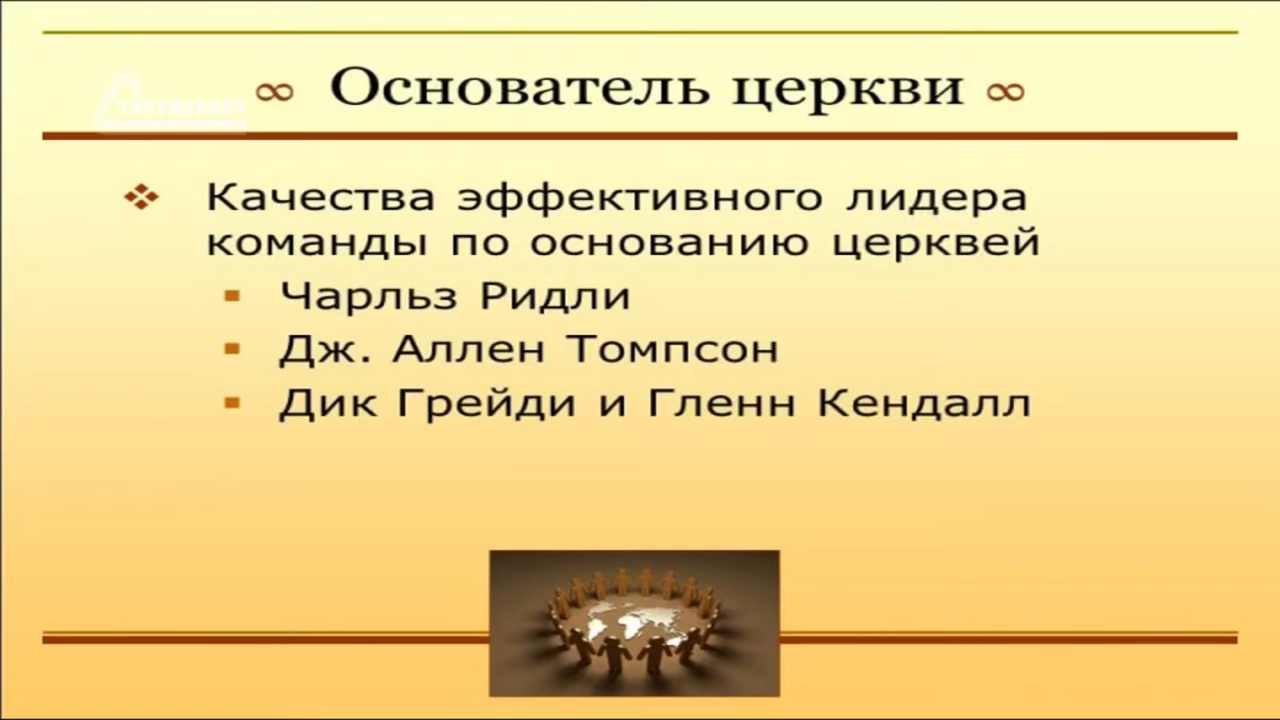 ∞ Основатель церкви ∞
Качества эффективного лидера
команды по основанию церквей
Чарльз Ридли
Дж. Аллен Томпсон
Дик Грейди и Гленн Кендалл